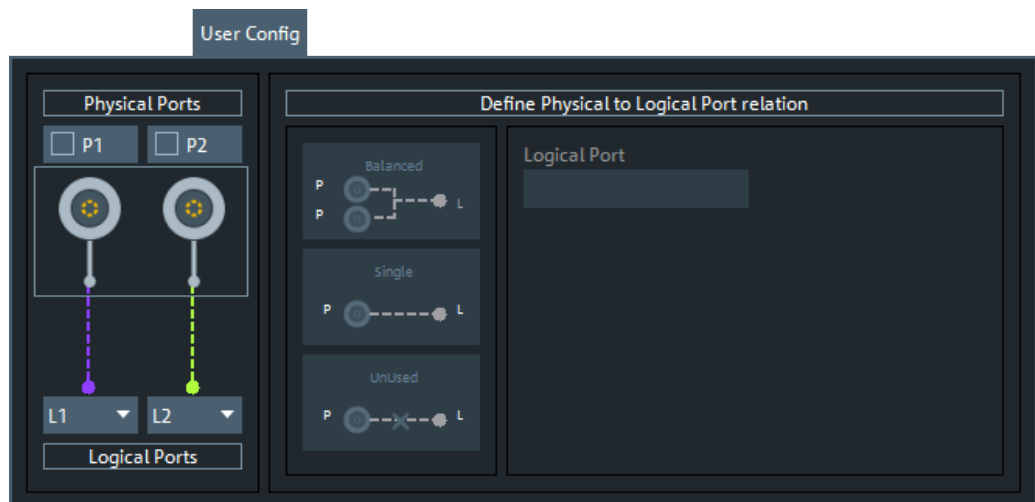 User Config
Physical Ports
P1
P2
L1
L2
Logical Ports
Define Physical to Logical Port relation
Balanced
P
P
L
Single
P
L
UnUsed
P
L
Logical Port